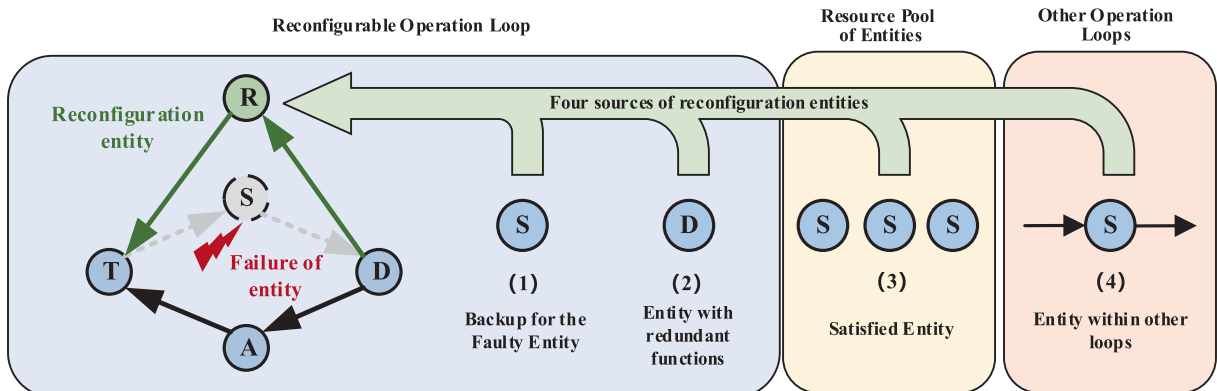 Reconfigurable Operation Loop
Resource Pool
of Entities
Other Operation
Loops
R
Four sources of reconfiguration entities
Reconfiguration
entity
S
S
D
S
S
S
S
T
D
Failure of
entity
A
(1)
Backup for the
Faulty Entity
(2)
Entity with
redundant
functions
(3)
Satisfied Entity
(4)
Entity within other
loops